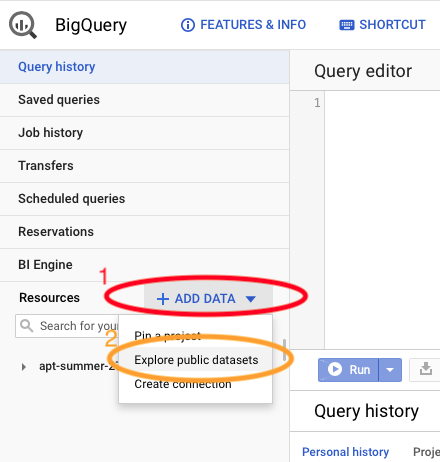 BigQuery
FEATURES & INFO
SHORTCUT
Query history
Saved queries
Job history
Transfers
Scheduled queries
Reservations
BI Engine
1
Resources
ADD DATA
Search for your
2
Pin a project
Explore public datasets
Create connection
apt-summer-2
Query editor
1
Run
Query history
Personal history
Proje